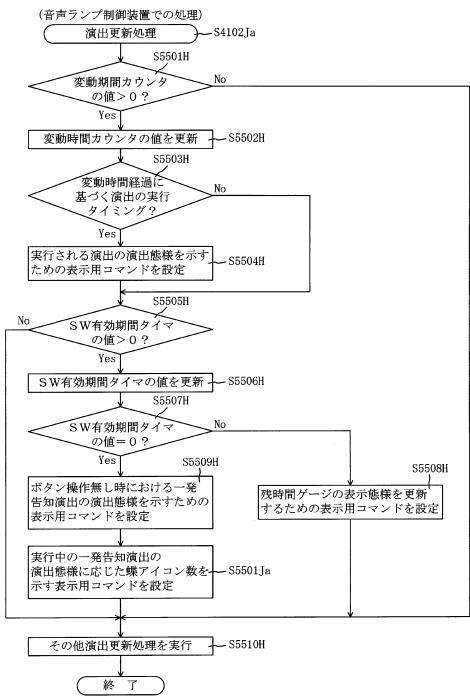 (音声ランプ制御装置での処理)
演出更新処理
S4102Ja
S5501H
変動期間カウンタ
の値>0?
No
Yes
変動時間カウンタの値を更新
S5502H
S5503H
変動時間経過に
基づく演出の実行
タイミング?
No
Yes
実行される演出の演出態様を示す
ための表示用コマンドを設定
S5504H
S5505H
No
SW有効期間タイマ
の値>0?
Yes
SW有効期間タイマの値を更新
S5506H
S5507H
SW有効期間タイマ
の値=0?
No
Yes
S5509H
ボタン操作無し時における一発
告知演出の演出態様を示すための
表示用コマンドを設定
S5508H
残時間ゲージの表示態様を更新
するための表示用コマンドを設定
実行中の一発告知演出の
演出態様に応じた蝶アイコン数を
示す表示用コマンドを設定
S5501Ja
その他演出更新処理を実行
S5510H
終了